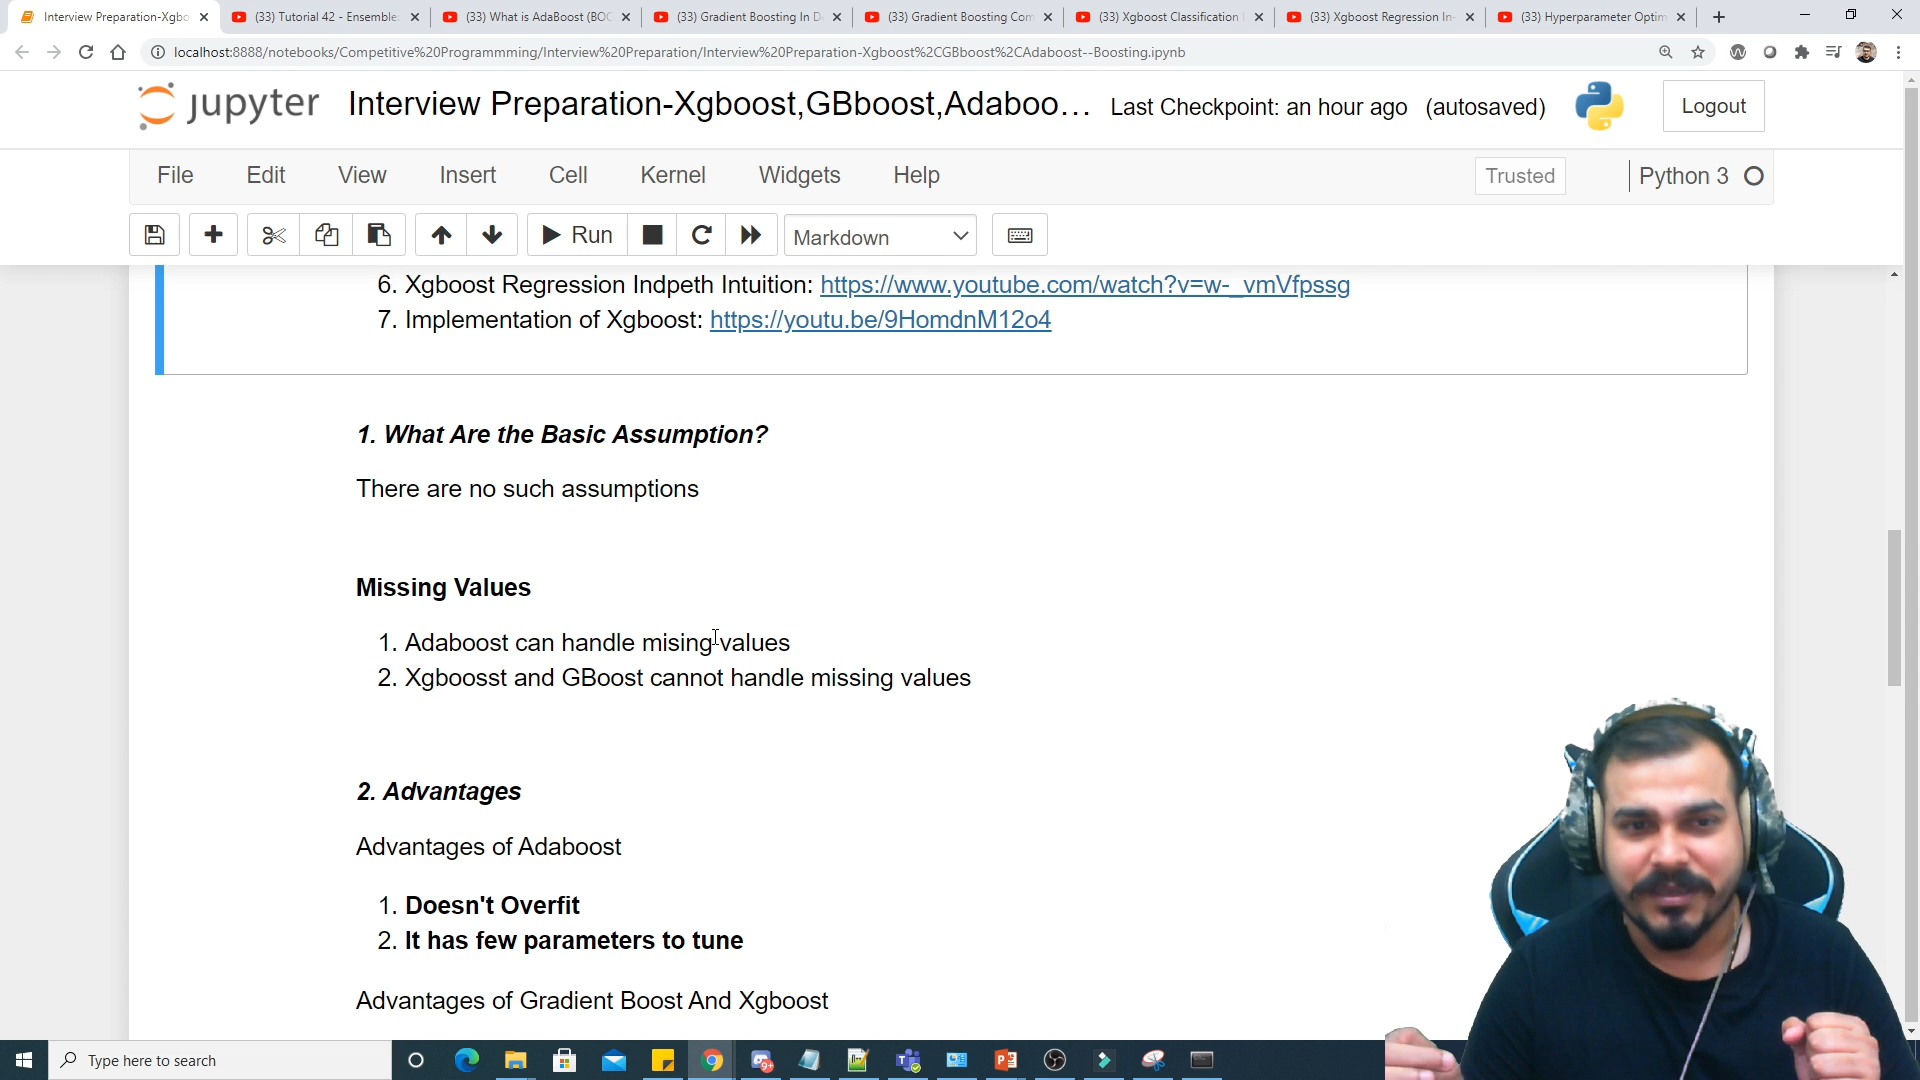 Interview Preparation-Xgbo
(33) Tutorial 42 - Ensemble:
(33) What is AdaBoost (BOO
(33) Gradient Boosting In D
(33) Gradient Boosting Com
(33) Xgboost Classification I
(33) Xgboost Regression In-
(33) Hyperparameter Optim
localhost:8888/notebooks/Competitive%20Programmming/Interview%20Preparation/Interview%20Preparation-Xgboost%2CGBboost%2CAdaboost--Boosting.ipynb
jupyter Interview Preparation-Xgboost,GBboost,Adaboo... Last Checkpoint: an hour ago (autosaved) Logout
File Edit View Insert Cell Kernel Widgets Help Trusted Python 3
Run Markdown
6. Xgboost Regression Indpeth Intuition: https://www.youtube.com/watch?v=w-_vmVfpssg
7. Implementation of Xgboost: https://youtu.be/9HomdnM12o4
1. What Are the Basic Assumption?
There are no such assumptions
Missing Values
1. Adaboost can handle mising values
2. Xgboosst and GBoost cannot handle missing values
2. Advantages
Advantages of Adaboost
1. Doesn't Overfit
2. It has few parameters to tune
Advantages of Gradient Boost And Xgboost
Type here to search